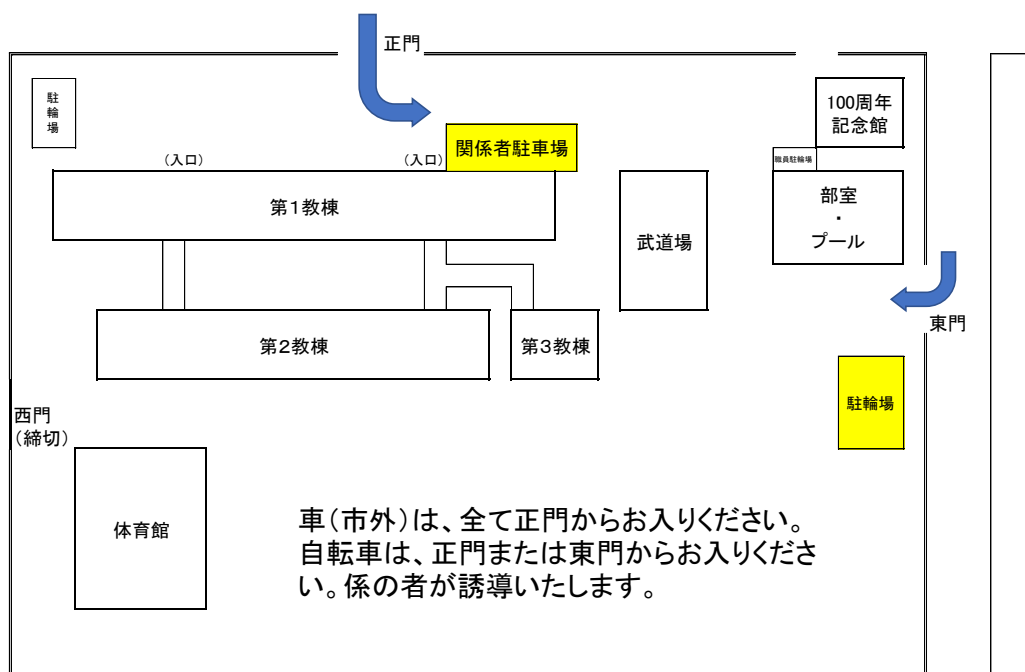 正門
駐輪場
100周年
記念館
関係者駐車場
(入口)
(入口)
職員駐輪場
第1教棟
武道場
部室
・
プール
東門
第2教棟
第3教棟
駐輪場
西門
(締切)
体育館
車(市外)は、全て正門からお入りください。
自転車は、正門または東門からお入りくださ
い。係の者が誘導いたします。